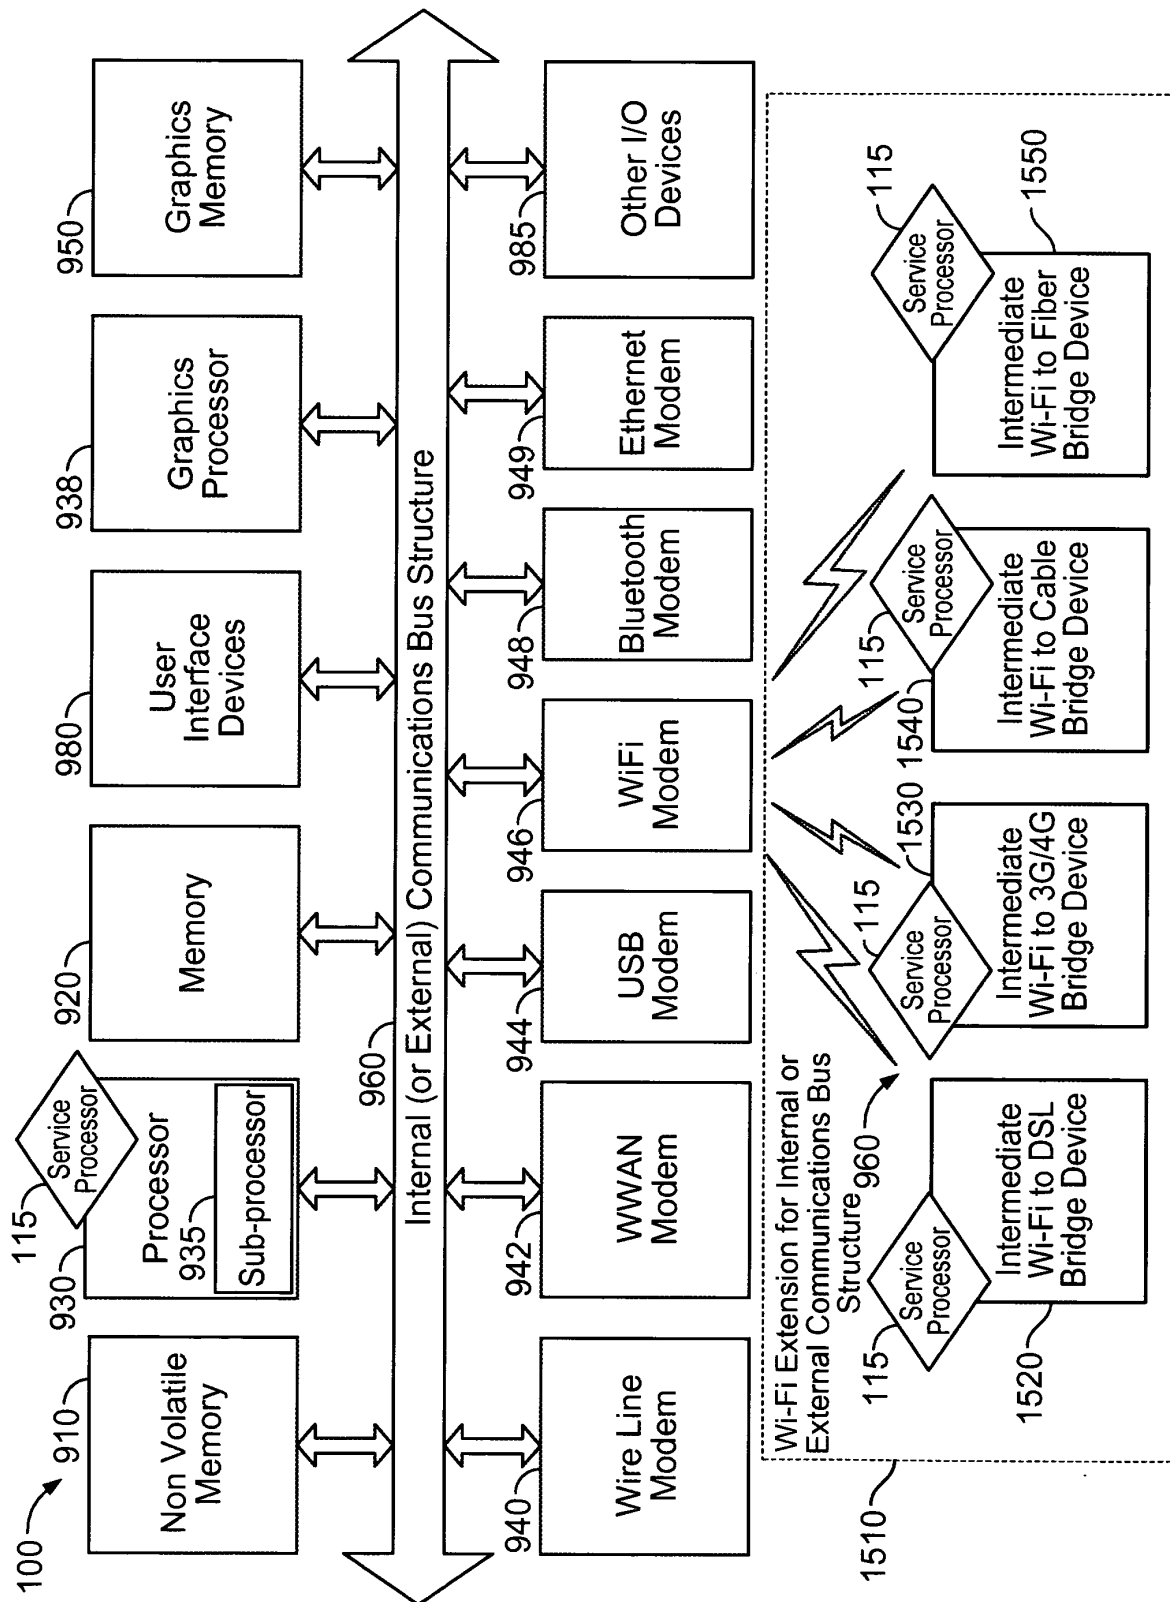 100
910
Non Volatile
Memory
115
930
Service
Processor
Processor
935
Sub-processor
920
Memory
980
User
Interface
Devices
938
Graphics
Processor
950
Graphics
Memory
960
Internal (or External) Communications Bus Structure
940
Wire Line
Modem
942
WWAN
Modem
944
USB
Modem
946
WiFi
Modem
948
Bluetooth
Modem
949
Ethernet
Modem
985
Other I/O
Devices
1510
Wi-Fi Extension for Internal or
External Communications Bus
Structure
960
115
Service
Processor
1520
Intermediate
Wi-Fi to DSL
Bridge Device
115
Service
Processor
1530
Intermediate
Wi-Fi to 3G/4G
Bridge Device
115
Service
Processor
1540
Intermediate
Wi-Fi to Cable
Bridge Device
115
Service
Processor
1550
Intermediate
Wi-Fi to Fiber
Bridge Device